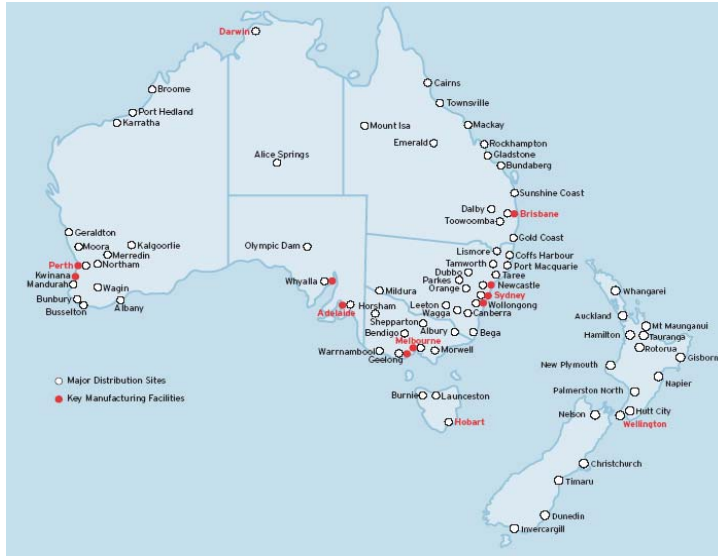 Darwin
Broome
Port Hedland
Karratha
Cairns
Townsville
Mackay
Mount Isa
Emerald
Rockhampton
Gladstone
Bundaberg
Alice Springs
Sunshine Coast
Dalby
Brisbane
Toowoomba
Gold Coast
Geraldton
Moora
Kalgoorlie
Merredin
Perth
Northam
Kwinana
Mandurah
Wagin
Bunbury
Busselton
Albany
Olympic Dam
Whyalla
Adelaide
Lismore
Coffs Harbour
Tamworth
Port Macquarie
Dubbo
Taree
Parkes
Newcastle
Orange
Mildura
Sydney
Horsham
Leeton
Wollongong
Wagga
Canberra
Shepparton
Bendigo
Albury
Bega
Melbourne
Warrnambool
Morwell
Geelong
Burnie
Launceston
Hobart
Whangarei
Auckland
Mt Maunganui
Hamilton
Tauranga
Rotorua
Gisborn
New Plymouth
Napier
Palmerston North
Nelson
Hutt City
Wellington
Christchurch
Timaru
Dunedin
Invercargill
Major Distribution Sites
Key Manufacturing Facilities